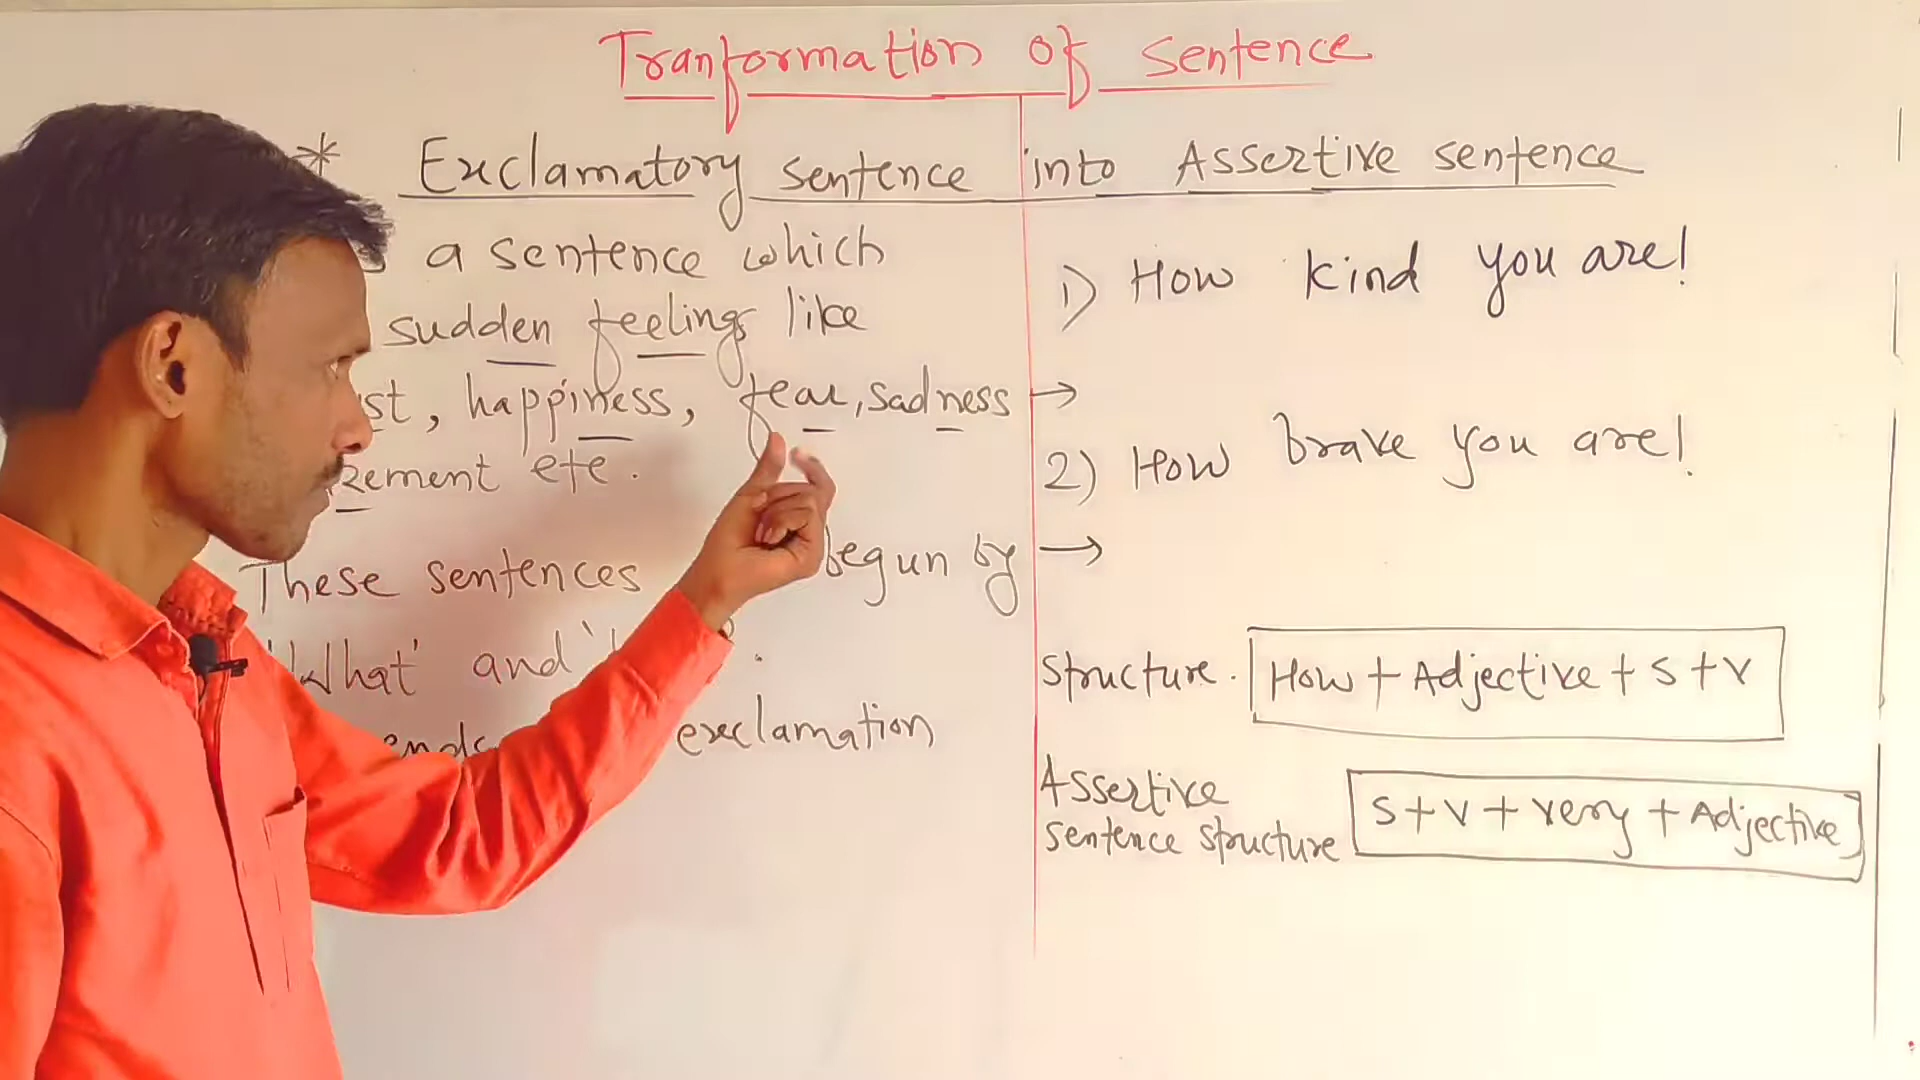 Tranformation of sentence
* Exclamatory sentence into Assertive sentence
a sentence which
sudden feelings like
happiness, fear, sadness
etc.
These sentences begun by
'What' and
ends exclamation
1) How kind you are!
→
2) How brave you are!
→
Structure. How + Adjective + S + V
Assertive
sentence structure S + V + very + Adjective